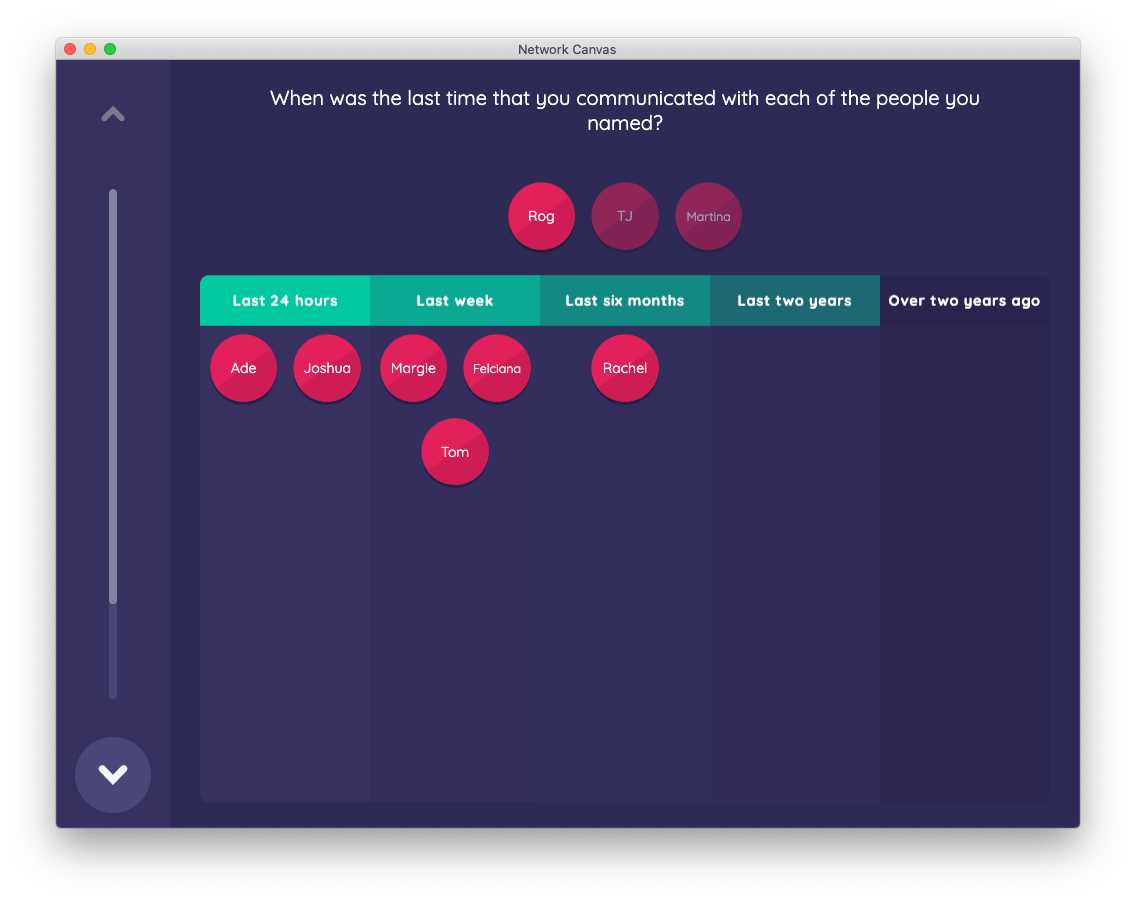 Network Canvas
When was the last time that you communicated with each of the people you
named?
Rog TJ Martina
Last 24 hours Last week Last six months Last two years Over two years ago
Ade Joshua Margie Felciana Rachel
Tom